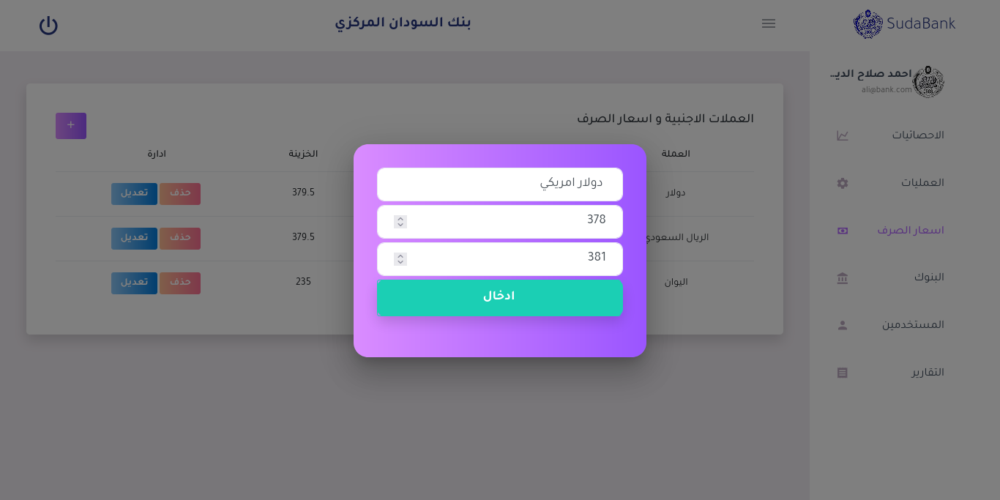 SudaBank
بنك السودان المركزي
احمد صلاح الديـ...
ali@bank.com
الاحصائيات
العمليات
اسعار الصرف
البنوك
المستخدمين
التقارير
العملات الاجنبية و اسعار الصرف
+
العملة
الخزينة
ادارة
دولار
379.5
حذف
تعديل
الريال السعودي
379.5
حذف
تعديل
اليوان
235
حذف
تعديل
دولار امريكي
378
381
ادخال